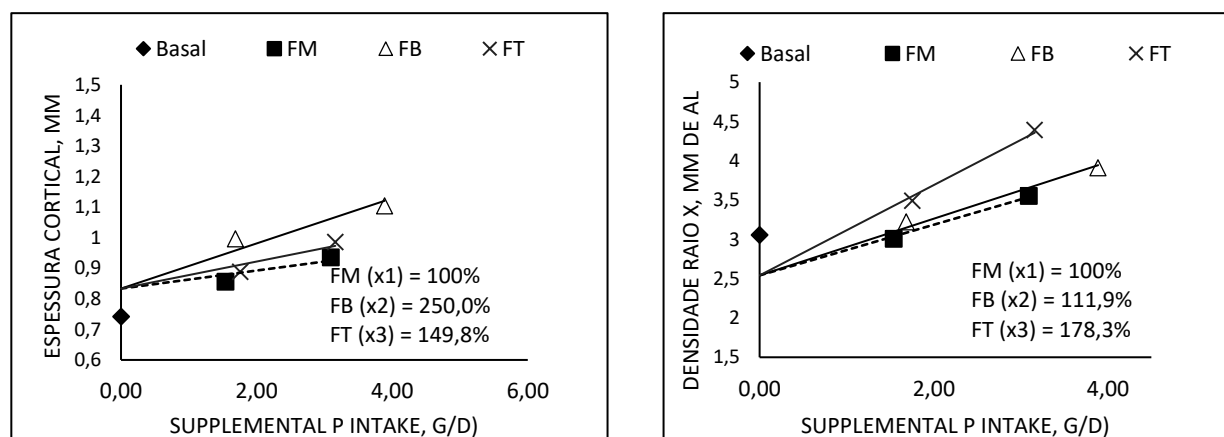 Basal FM FB FT
1,5
1,4
1,3
1,2
1,1
1
0,9
0,8
0,7
0,6
ESPESSURA CORTICAL, MM
FM (x1) = 100%
FB (x2) = 250,0%
FT (x3) = 149,8%
0,00 2,00 4,00 6,00
SUPPLEMENTAL P INTAKE, G/D)
Basal FM FB FT
5
4,5
4
3,5
3
2,5
2
1,5
DENSIDADE RAIO X, MM DE AL
FM (x1) = 100%
FB (x2) = 111,9%
FT (x3) = 178,3%
0,00 2,00 4,00
SUPPLEMENTAL P INTAKE, G/D)